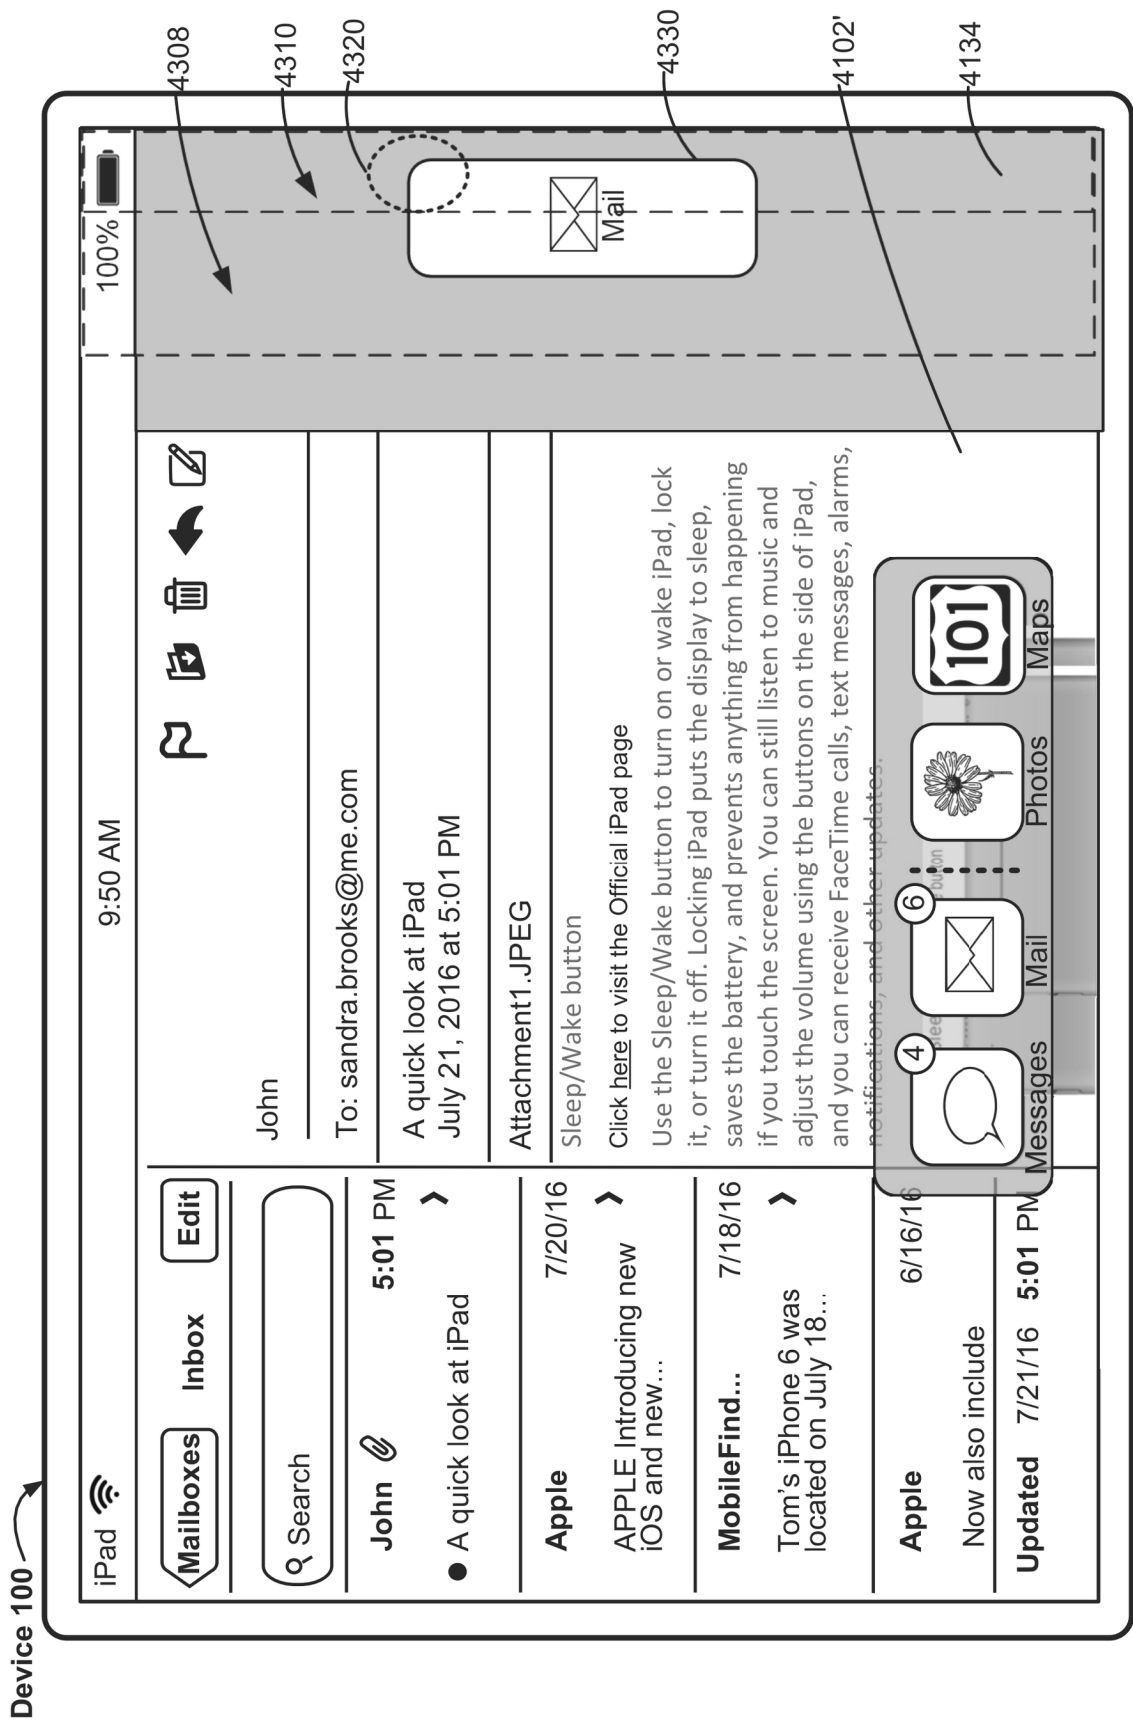 Device 100
iPad
9:50 AM
100%
Mailboxes
Inbox
Edit
Search
John
5:01 PM
A quick look at iPad
Apple
7/20/16
APPLE Introducing new
iOS and new...
MobileFind...
7/18/16
Tom's iPhone 6 was
located on July 18...
Apple
6/16/16
Now also include
Updated 7/21/16 5:01 PM
John
To: sandra.brooks@me.com
A quick look at iPad
July 21, 2016 at 5:01 PM
Attachment1.JPEG
Sleep/Wake button
Click here to visit the Official iPad page
Use the Sleep/Wake button to turn on or wake iPad, lock
it, or turn it off. Locking iPad puts the display to sleep,
saves the battery, and prevents anything from happening
if you touch the screen. You can still listen to music and
adjust the volume using the buttons on the side of iPad,
and you can receive FaceTime calls, text messages, alarms,
notifications, and other updates.
4
Messages
6
Mail
button
Photos
101
Maps
Mail
4308
4310
4320
4330
4102'
4134